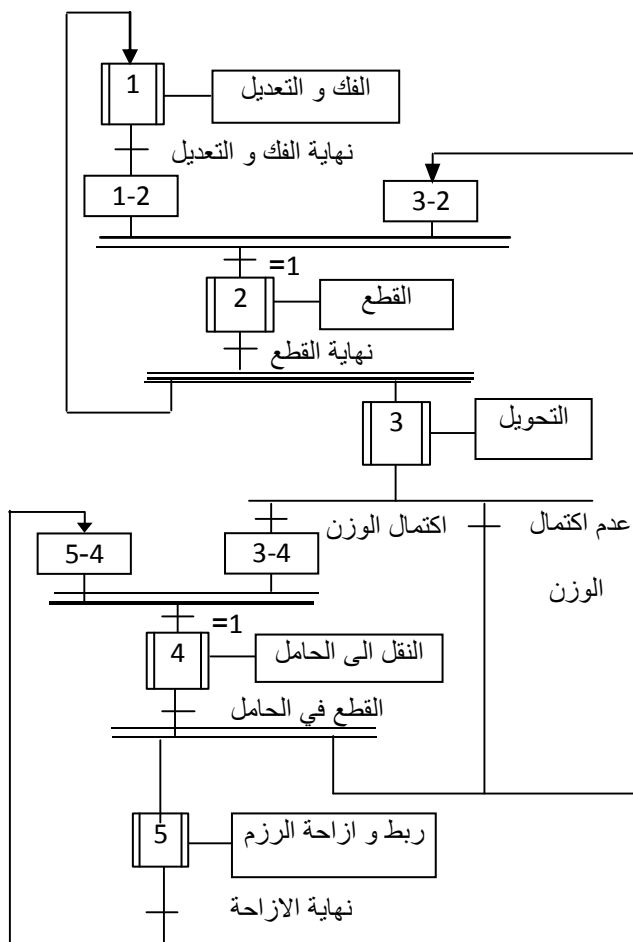 1
الفك و التعديل
نهاية الفك و التعديل
1-2
3-2
=1
2
القطع
نهاية القطع
3
التحويل
اكتمال الوزن
عدم اكتمال
الوزن
5-4
3-4
=1
4
النقل الى الحامل
القطع في الحامل
5
ربط و ازاحة الرزم
نهاية الازاحة